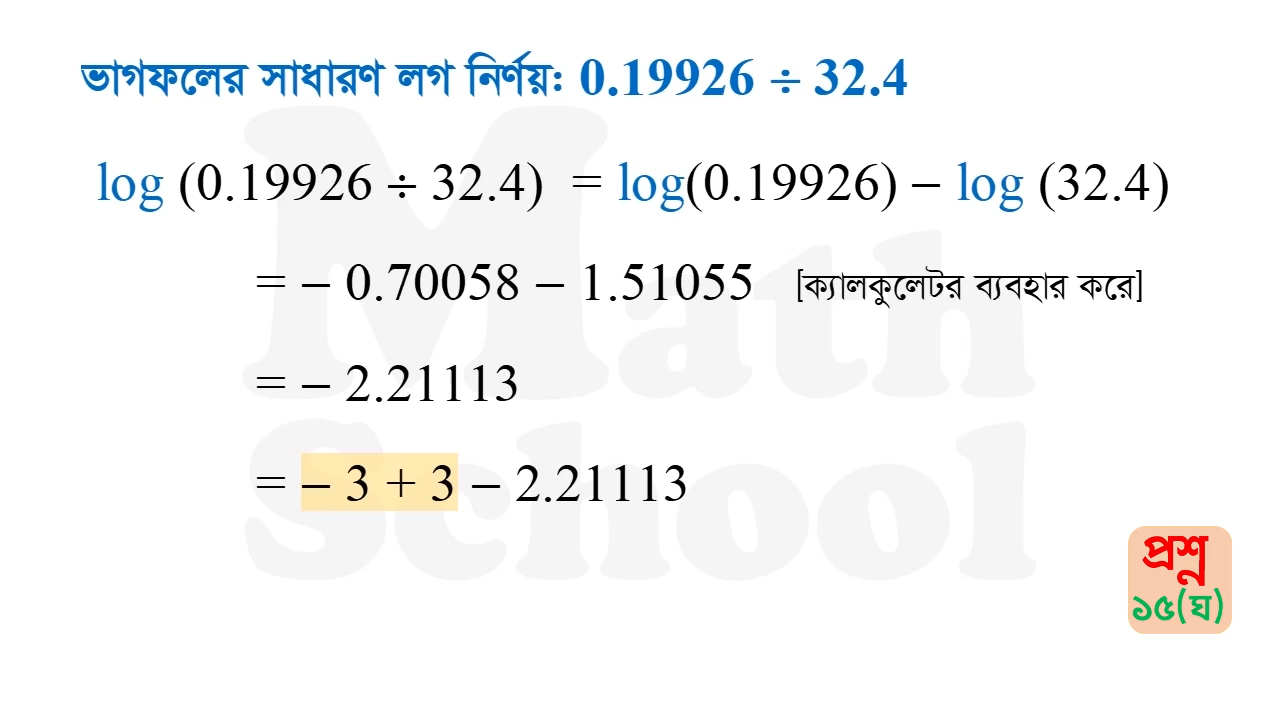 ভাগফলের সাধারণ লগ নির্ণয়ঃ 0.19926 ÷ 32.4
log (0.19926 ÷ 32.4) = log(0.19926) – log (32.4)
= – 0.70058 – 1.51055 [ক্যালকুলেটর ব্যবহার করে]
= – 2.21113
= – 3 + 3 – 2.21113
Math
School
প্রশ্ন
১৫(ঘ)